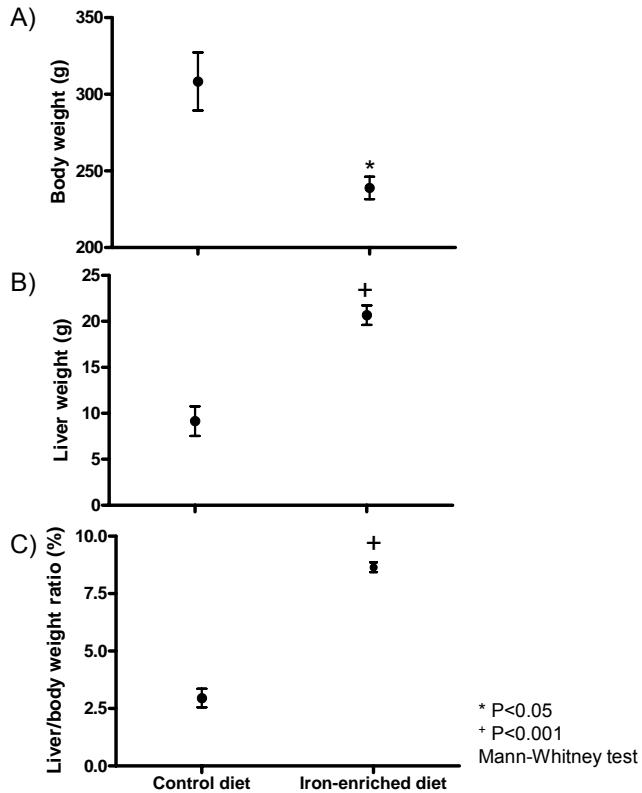 A)
Body weight (g)
350
300
250
200
*
B)
Liver weight (g)
25
20
15
10
5
0
+
C)
Liver/body weight ratio (%)
10.0
7.5
5.0
2.5
0.0
+
Control diet
Iron-enriched diet
* P<0.05
+ P<0.001
Mann-Whitney test